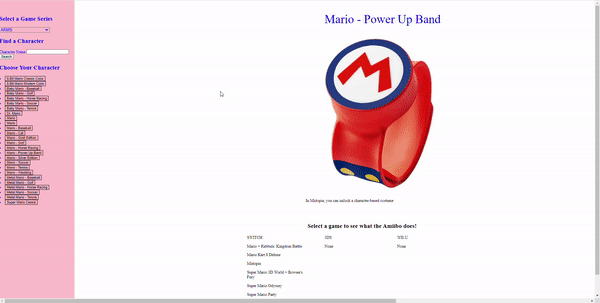 Select a Game Series
ARMS
Find a Character
Character Name:
Search
Choose Your Character
8-Bit Mario Classic Color
8-Bit Mario Modern Color
Baby Mario - Baseball
Baby Mario - Golf
Baby Mario - Horse Racing
Baby Mario - Soccer
Baby Mario - Tennis
Dr. Mario
Mario
Mario
Mario - Baseball
Mario - Cat
Mario - Gold Edition
Mario - Golf
Mario - Horse Racing
Mario - Power Up Band
Mario - Silver Edition
Mario - Soccer
Mario - Tennis
Mario - Wedding
Metal Mario - Baseball
Metal Mario - Golf
Metal Mario - Horse Racing
Metal Mario - Soccer
Metal Mario - Tennis
Super Mario Cereal
Mario - Power Up Band
M
In Miitopia, you can unlock a character-based costume
Select a game to see what the Amiibo does!
SWITCH 3DS WII U
Mario + Rabbids: Kingdom Battle None None
Mario Kart 8 Deluxe
Miitopia
Super Mario 3D World + Bowser's
Fury
Super Mario Odyssey
Super Mario Party